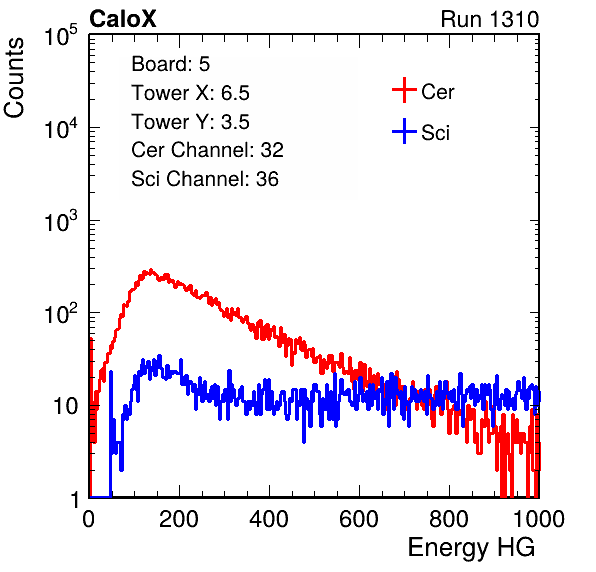 CaloX Run 1310
Board: 5
Tower X: 6.5
Tower Y: 3.5
Cer Channel: 32
Sci Channel: 36
Cer
Sci
Counts
10^5
10^4
10^3
10^2
10
1
0 200 400 600 800 1000
Energy HG